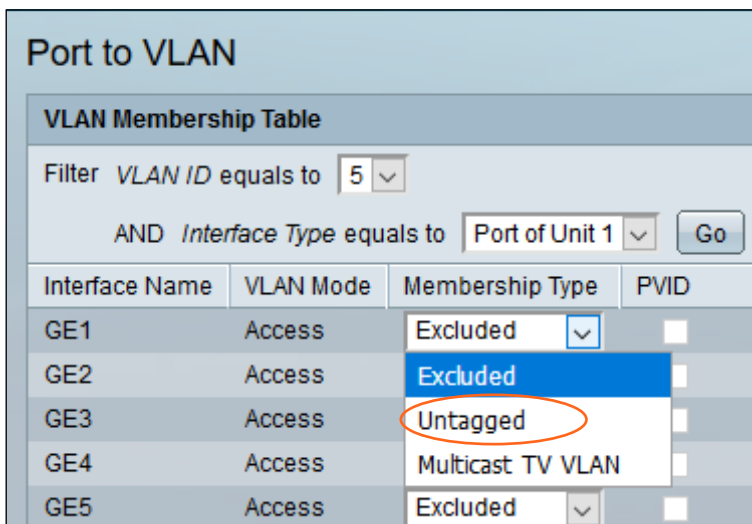 Port to VLAN
VLAN Membership Table
Filter VLAN ID equals to 5
AND Interface Type equals to Port of Unit 1 Go
Interface Name VLAN Mode Membership Type PVID
GE1 Access Excluded
GE2 Access Excluded
GE3 Access Untagged
GE4 Access Multicast TV VLAN
GE5 Access Excluded